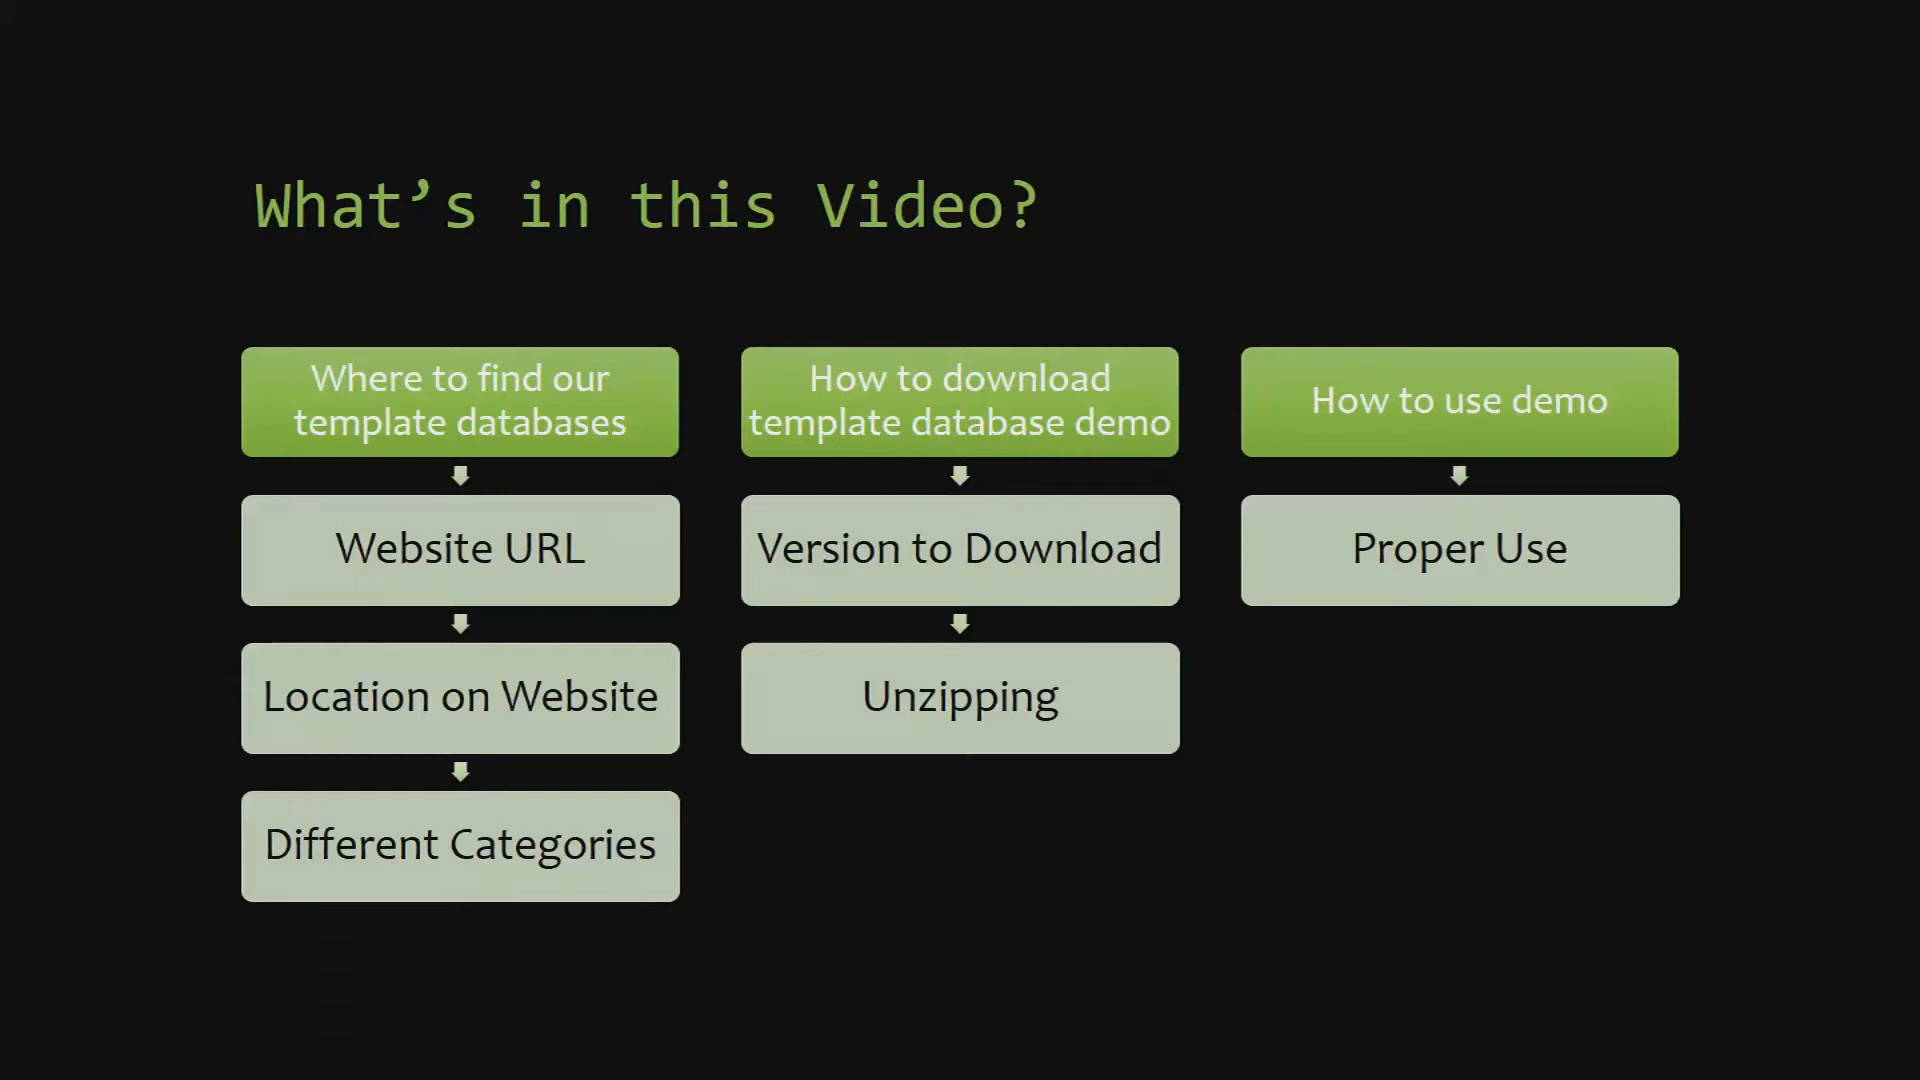 What’s in this Video?
Where to find our
template databases
Website URL
Location on Website
Different Categories
How to download
template database demo
Version to Download
Unzipping
How to use demo
Proper Use